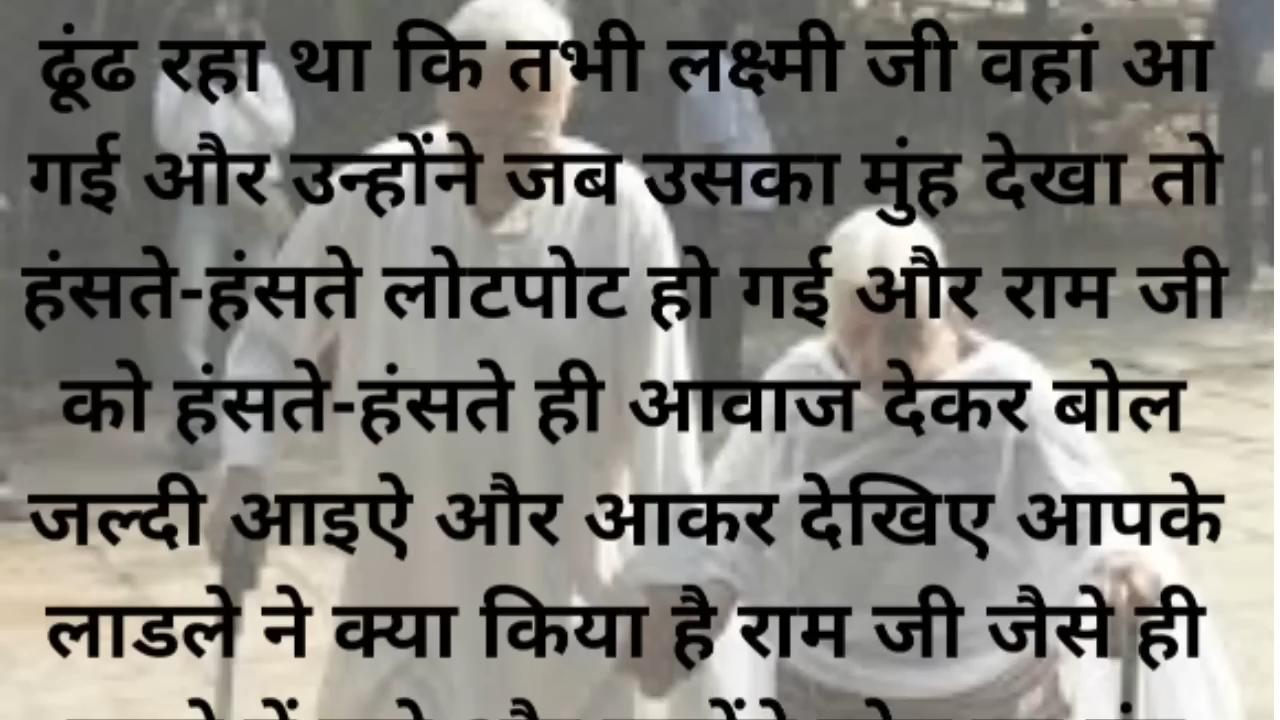 ढूंढ रहा था कि तभी लक्ष्मी जी वहां आ
गई और उन्होंने जब उसका मुंह देखा तो
हंसते-हंसते लोटपोट हो गई और राम जी
को हंसते-हंसते ही आवाज देकर बोल
जल्दी आइऐ और आकर देखिए आपके
लाडले ने क्या किया है राम जी जैसे ही